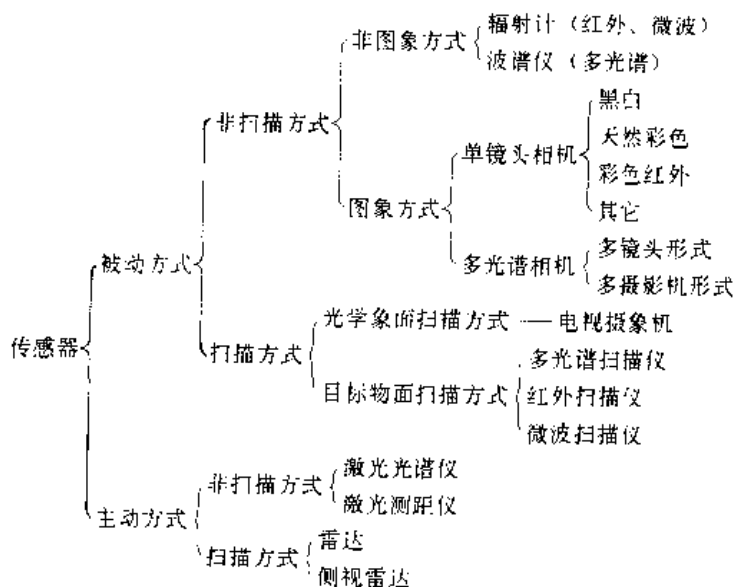 辐射计（红外、微波）
非图象方式
波谱仪（多光谱）
黑白
非扫描方式
天然彩色
单镜头相机
彩色红外
图象方式
其它
多镜头形式
被动方式
多光谱相机
多摄影机形式
光学象面扫描方式 —— 电视摄象机
传感器
扫描方式
多光谱扫描仪
目标物面扫描方式
红外扫描仪
微波扫描仪
激光光谱仪
非扫描方式
激光测距仪
主动方式
雷达
扫描方式
侧视雷达